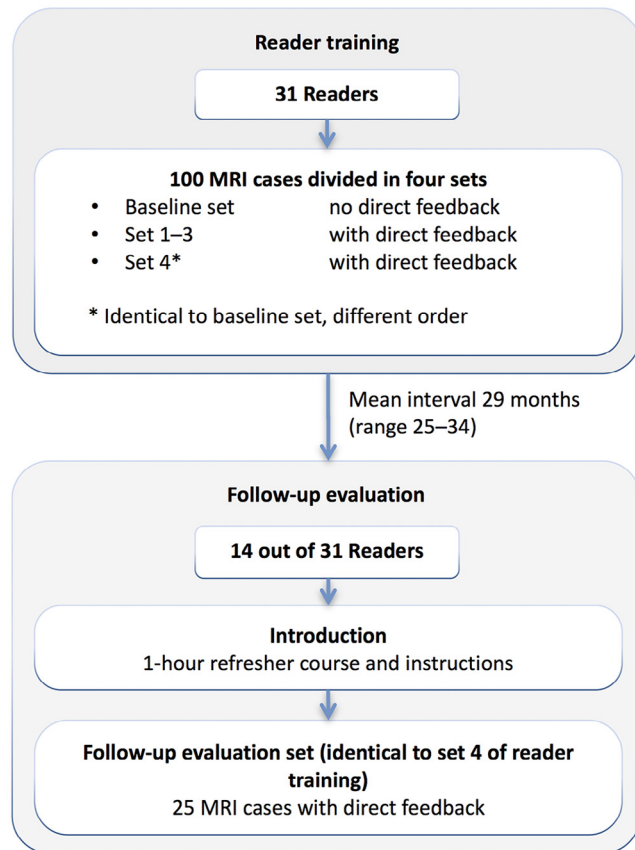 Reader training
31 Readers
100 MRI cases divided in four sets
• Baseline set no direct feedback
• Set 1–3 with direct feedback
• Set 4* with direct feedback
* Identical to baseline set, different order
Mean interval 29 months
(range 25–34)
Follow-up evaluation
14 out of 31 Readers
Introduction
1-hour refresher course and instructions
Follow-up evaluation set (identical to set 4 of reader
training)
25 MRI cases with direct feedback